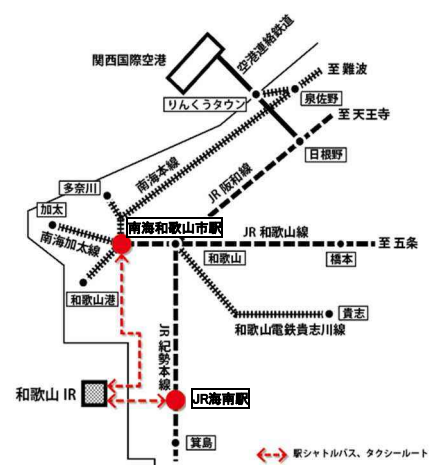 空港連絡鉄道
関西国際空港
至 難波
りんくうタウン
泉佐野
至 天王寺
日根野
南海本線
JR 阪和線
多奈川
加太
南海和歌山市駅
JR 和歌山線
至 五条
南海加太線
和歌山
橋本
和歌山港
貴志
和歌山電鉄貴志川線
JR 紀勢本線
和歌山 IR
JR海南駅
箕島
駅シャトルバス、タクシールート